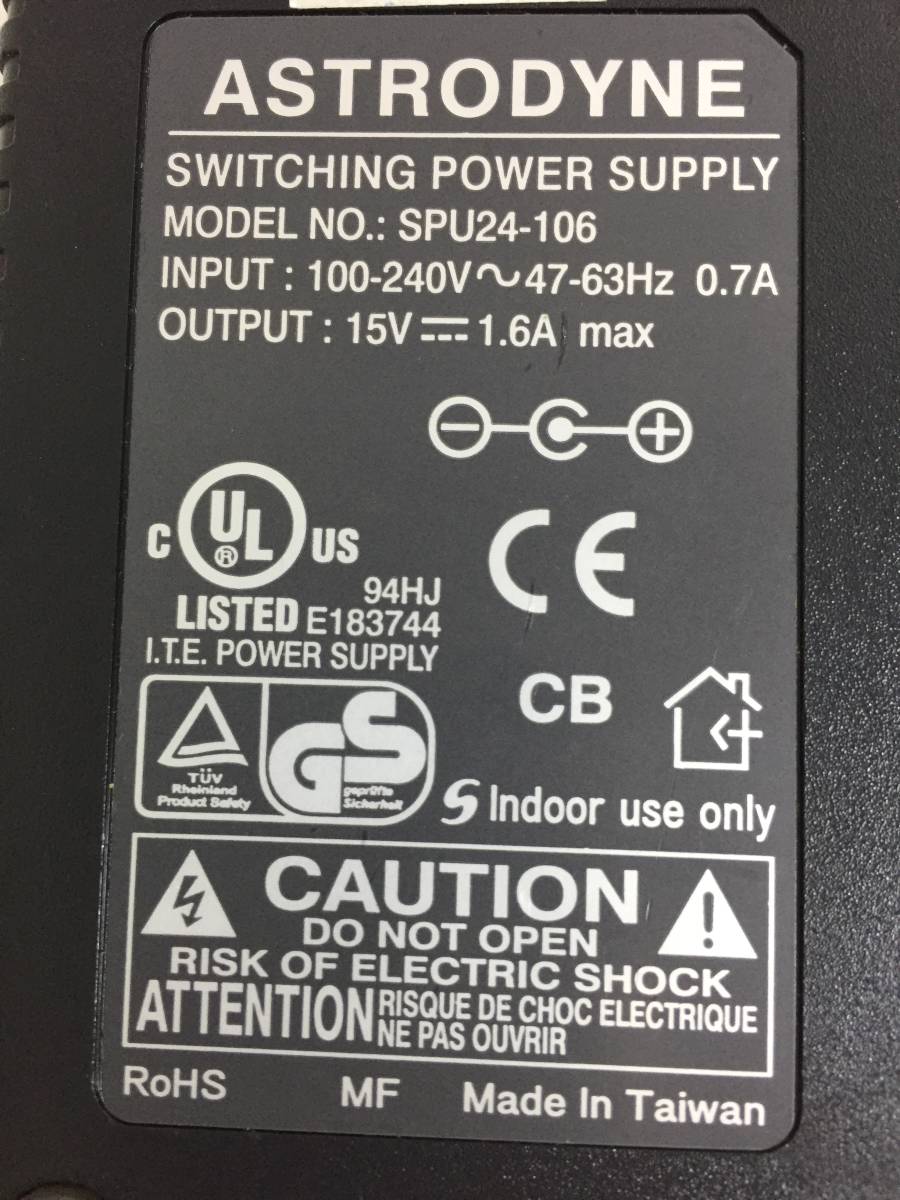 ASTRODYNE
SWITCHING POWER SUPPLY
MODEL NO.: SPU24-106
INPUT : 100-240V~47-63Hz 0.7A
OUTPUT : 15V⎓1.6A max
C UL® US
94HJ
LISTED E183744
I.T.E. POWER SUPPLY
CE
CB
TÜV
Rheinland
Product Safety
GS
geprüfte
Sicherheit
S Indoor use only
CAUTION
DO NOT OPEN
RISK OF ELECTRIC SHOCK
ATTENTION RISQUE DE CHOC ELECTRIQUE
NE PAS OUVRIR
RoHS MF Made In Taiwan